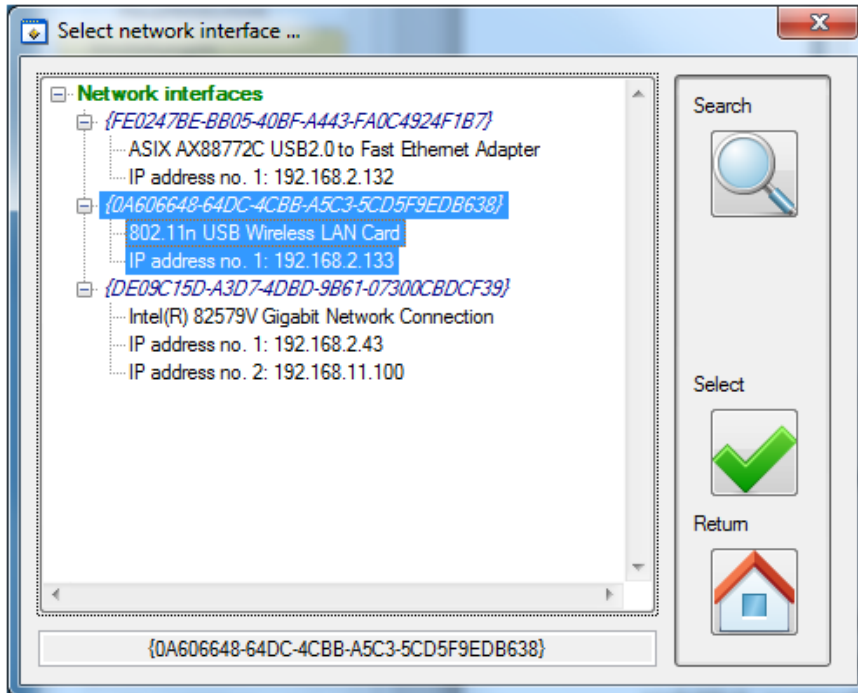 Select network interface ...
Network interfaces
{FE0247BE-BB05-40BF-A443-FA0C4924F1B7}
ASIX AX88772C USB2.0 to Fast Ethernet Adapter
IP address no. 1: 192.168.2.132
{0A606648-64DC-4CBB-A5C3-5CD5F9EDB638}
802.11n USB Wireless LAN Card
IP address no. 1: 192.168.2.133
{DE09C15D-A3D7-4DBD-9B61-07300CBDCF39}
Intel(R) 82579V Gigabit Network Connection
IP address no. 1: 192.168.2.43
IP address no. 2: 192.168.11.100
{0A606648-64DC-4CBB-A5C3-5CD5F9EDB638}
Search
Select
Return